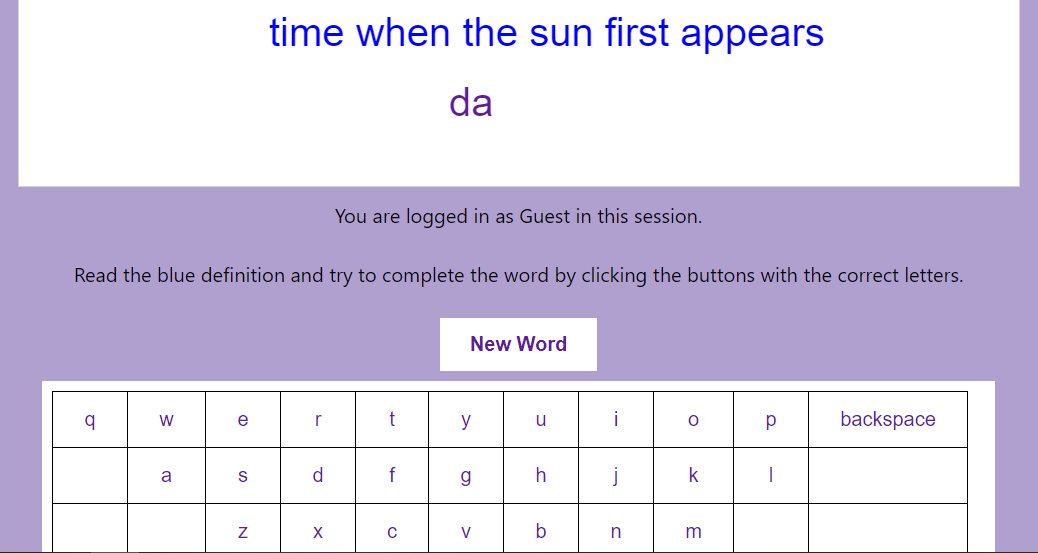 time when the sun first appears
da
You are logged in as Guest in this session.
Read the blue definition and try to complete the word by clicking the buttons with the correct letters.
New Word
q w e r t y u i o p backspace
a s d f g h j k l
z x c v b n m